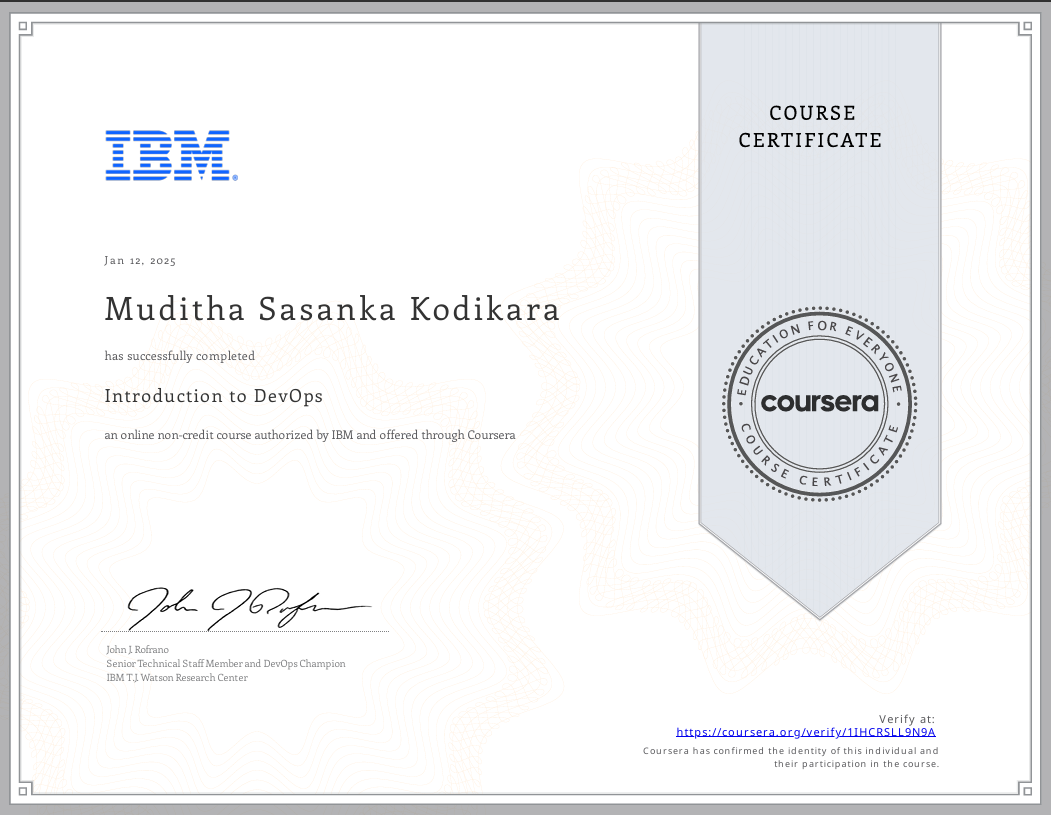 COURSE
CERTIFICATE
IBM®
Jan 12, 2025
Muditha Sasanka Kodikara
has successfully completed
Introduction to DevOps
an online non-credit course authorized by IBM and offered through Coursera
EDUCATION FOR EVERYONE
coursera
COURSE CERTIFICATE
John J Rofrano
John J. Rofrano
Senior Technical Staff Member and DevOps Champion
IBM T.J. Watson Research Center
Verify at:
https://coursera.org/verify/1IHCRSLL9N9A
Coursera has confirmed the identity of this individual and
their participation in the course.